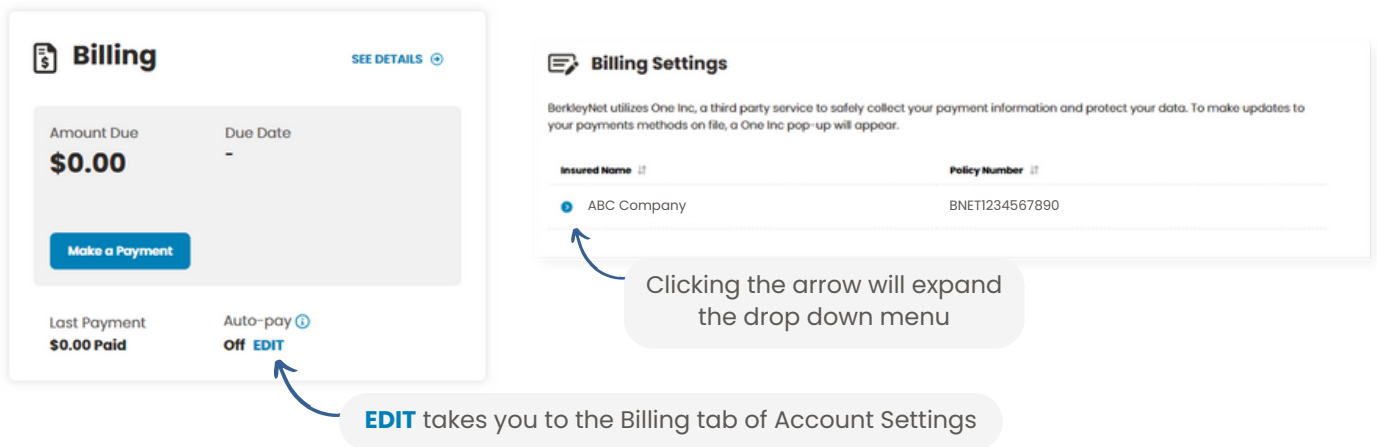 Billing
SEE DETAILS
Amount Due
Due Date
$0.00
-
Make a Payment
Last Payment
Auto-pay
$0.00 Paid
Off EDIT
EDIT takes you to the Billing tab of Account Settings
Billing Settings
BerkleyNet utilizes One Inc, a third party service to safely collect your payment information and protect your data. To make updates to
your payments methods on file, a One Inc pop-up will appear.
Insured Name
Policy Number
ABC Company
BNET1234567890
Clicking the arrow will expand
the drop down menu